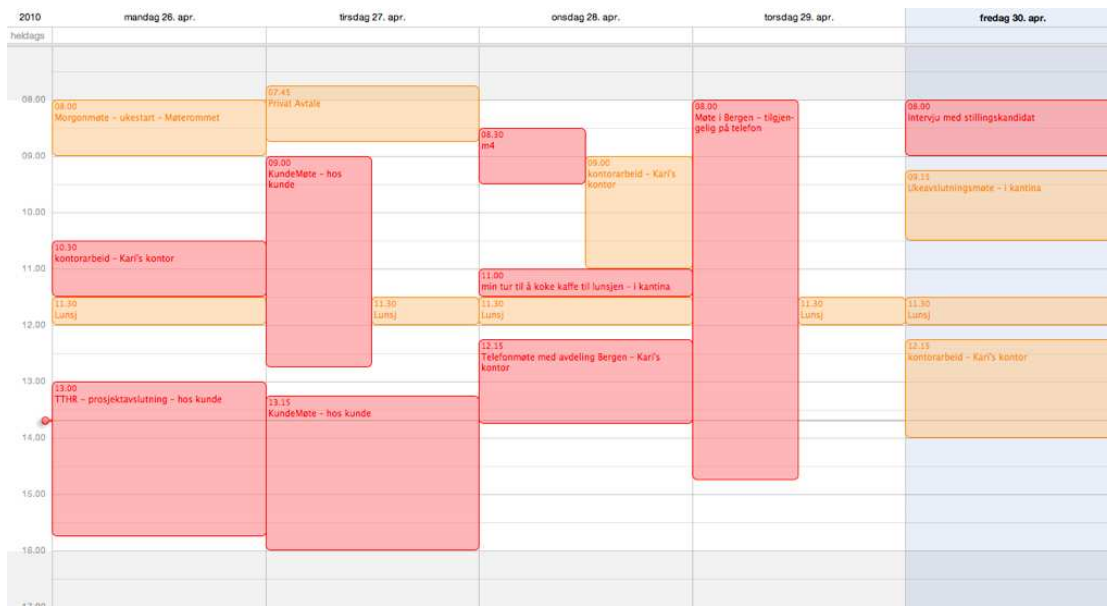 2010
mandag 26. apr.
tirsdag 27. apr.
onsdag 28. apr.
torsdag 29. apr.
fredag 30. apr.
heldags
08.00
09.00
10.00
11.00
12.00
13.00
14.00
15.00
16.00
17.00
08.00
Morgonmøte – ukestart – Møterommet
10.30
kontorarbeid – Kari's kontor
11.30
Lunsj
13.00
TTHR – prosjektavslutning – hos kunde
07.45
Privat Avtale
09.00
KundeMøte – hos
kunde
11.30
Lunsj
13.15
KundeMøte – hos kunde
08.30
m4
09.00
kontorarbeid – Kari's
kontor
11.00
min tur til å koke kaffe til lunsjen – i kantina
11.30
Lunsj
12.15
Telefonmøte med avdeling Bergen – Kari's
kontor
08.00
Møte i Bergen – tilgjen-
gelig på telefon
11.30
Lunsj
08.00
Intervju med stillingskandidat
09.15
Ukeavslutningsmøte – i kantina
11.30
Lunsj
12.15
kontorarbeid – Kari's kontor